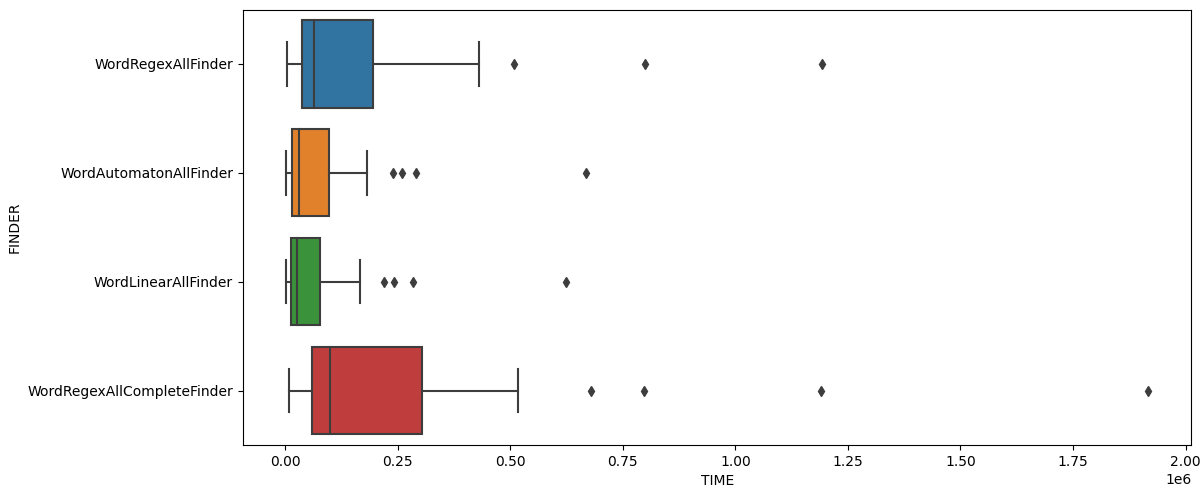 FINDER
WordRegexAllFinder
WordAutomatonAllFinder
WordLinearAllFinder
WordRegexAllCompleteFinder
0.00 0.25 0.50 0.75 1.00 1.25 1.50 1.75 2.00
1e6
TIME